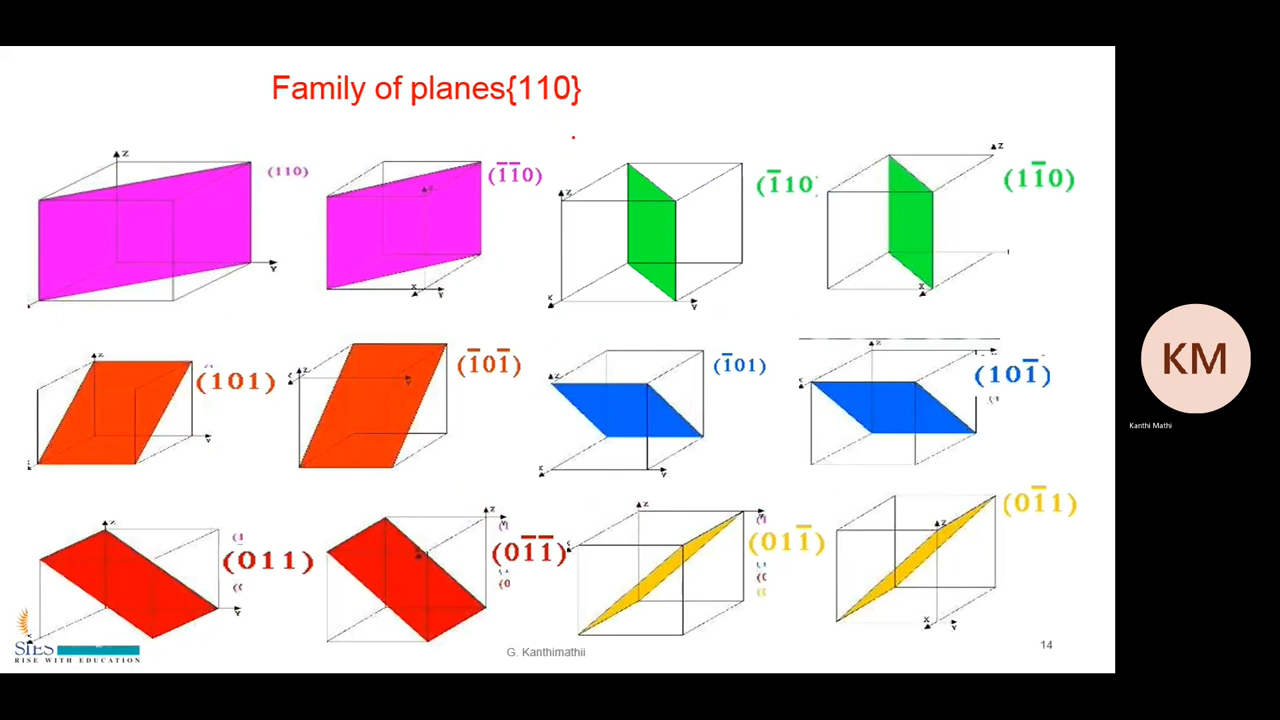 Family of planes{110}
Z
(110)
Y
(1̅1̅0)
Z
X
Y
(1̅10)
Z
X
Y
(11̅0)
Z
X
(101)
Z
Y
(1̅01̅)
Z
Y
(1̅01)
Z
X
Y
(101̅)
Z
(011)
Z
Y
(01̅1̅)
Z
(011̅)
Z
Y
(01̅1)
Z
X
Y
SIES
RISE WITH EDUCATION
G. Kanthimathii
14
KM
Kanthi Mathi